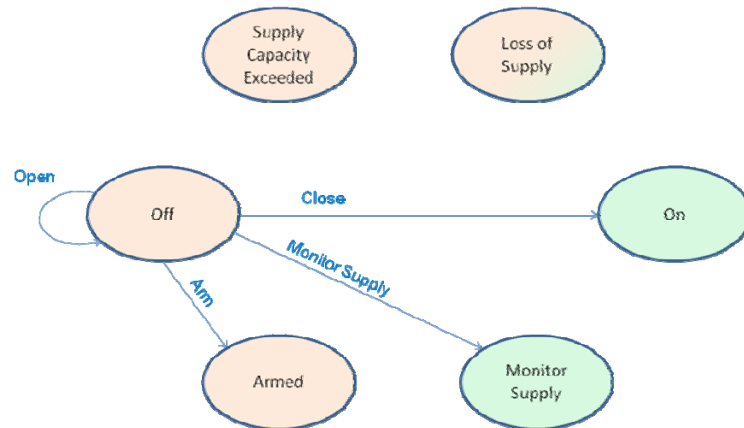 Supply
Capacity
Exceeded
Loss of
Supply
Open
Off
Close
On
Monitor Supply
Arm
Armed
Monitor
Supply